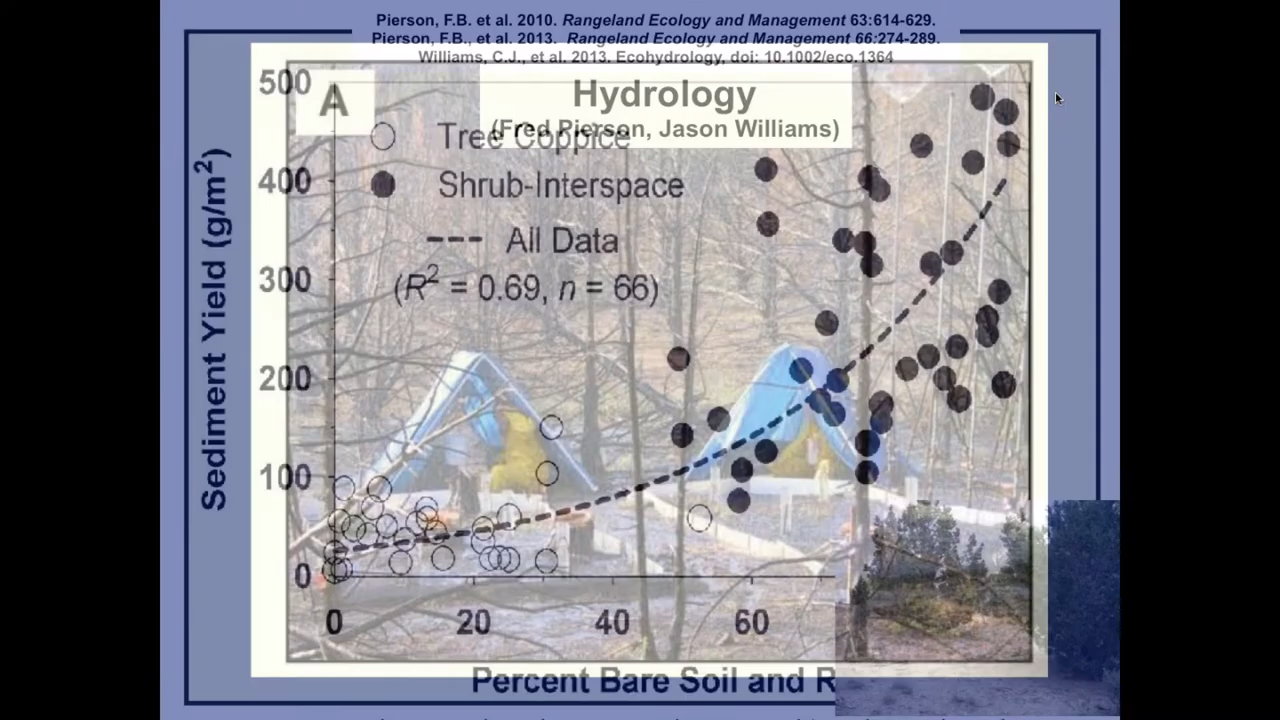 Pierson, F.B. et al. 2010. Rangeland Ecology and Management 63:614-629.
Pierson, F.B., et al. 2013. Rangeland Ecology and Management 66:274-289.
Williams, C.J., et al. 2013. Ecohydrology, doi: 10.1002/eco.1364
Hydrology
(Fred Pierson, Jason Williams)
A
Tree Coppice
Shrub-Interspace
All Data
(R² = 0.69, n = 66)
Sediment Yield (g/m²)
500
400
300
200
100
0
0 20 40 60
Percent Bare Soil and R